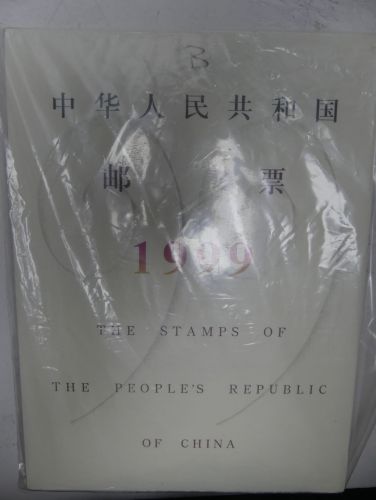 B
中华人民共和国
邮票
1999
THE STAMPS OF
THE PEOPLE'S REPUBLIC
OF CHINA